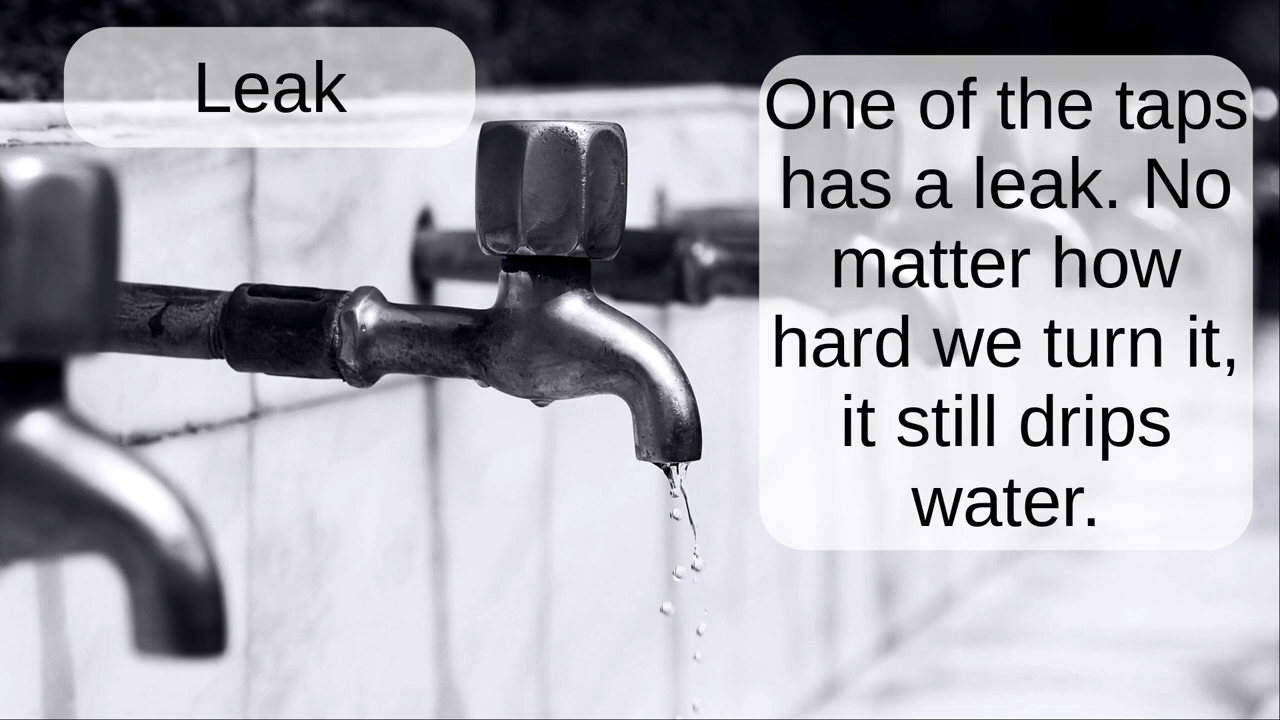 Leak
One of the taps
has a leak. No
matter how
hard we turn it,
it still drips
water.